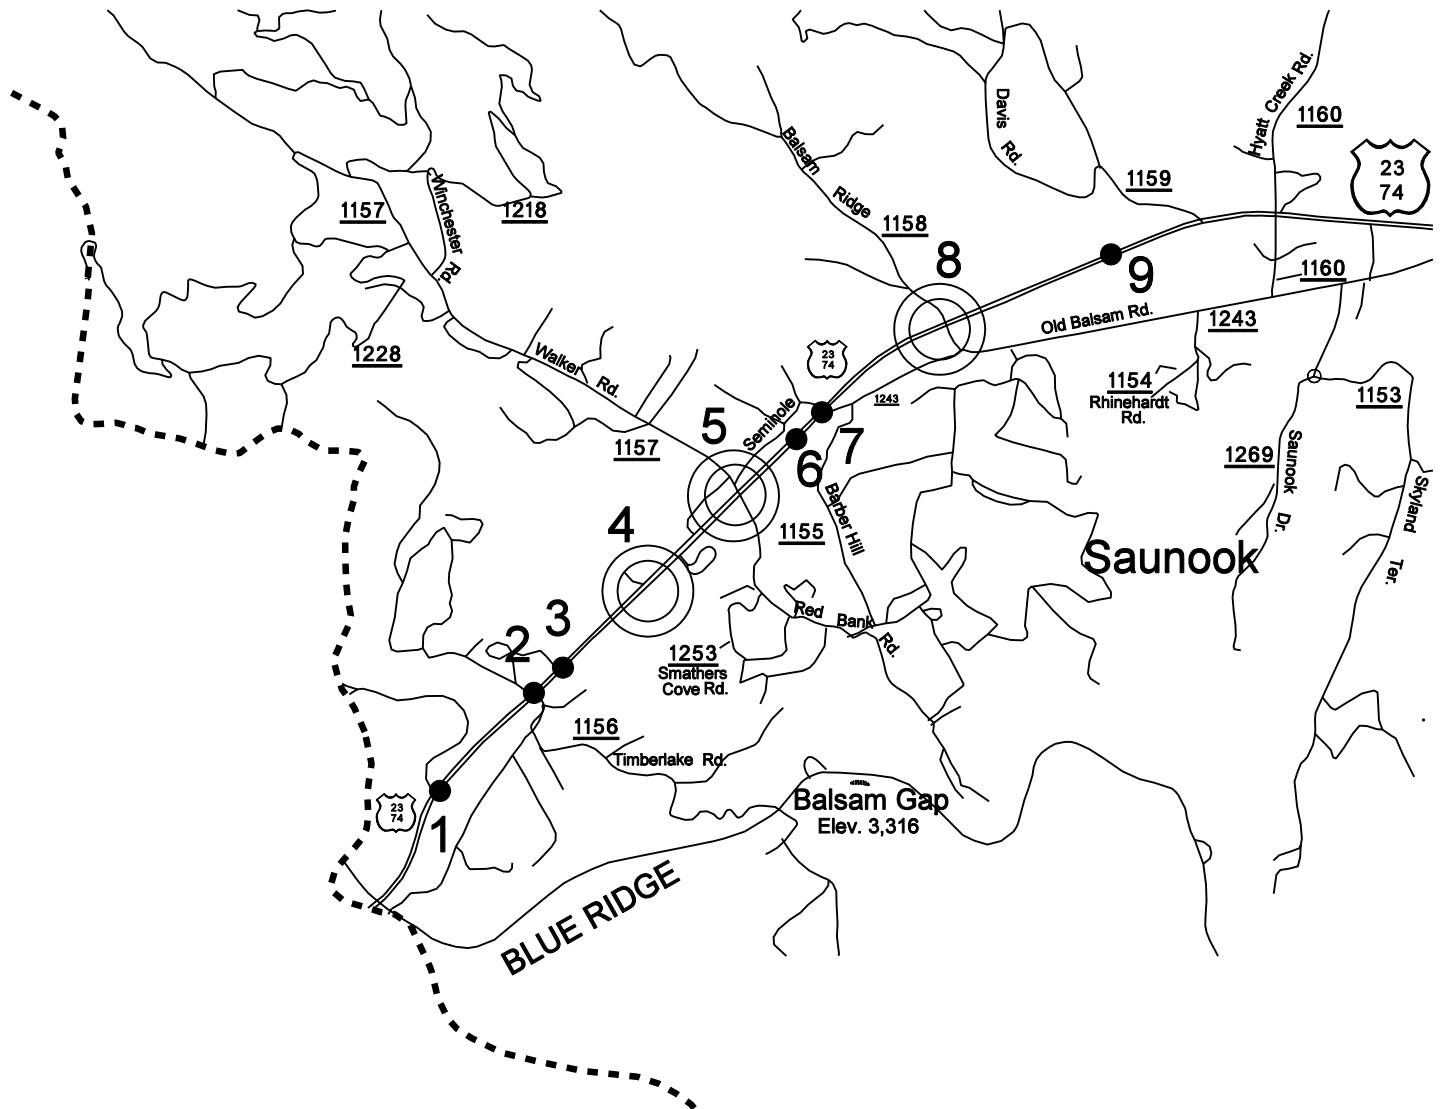 Hyatt Creek Rd.
1160
Davis Rd.
23
74
Balsam Ridge
1159
1157
Winchester Rd.
1218
1158
8
9
1160
Old Balsam Rd.
1243
1228
Walker Rd.
23
74
1154
Rhinehardt
Rd.
1153
1243
Seminole
5
7
1157
6
1269
Saunook Dr.
Skyland Ter.
Barber Hill
4
1155
Saunook
3
2
Red Bank Rd.
1253
Smathers
Cove Rd.
1156
Timberlake Rd.
23
74
1
Balsam Gap
Elev. 3,316
BLUE RIDGE